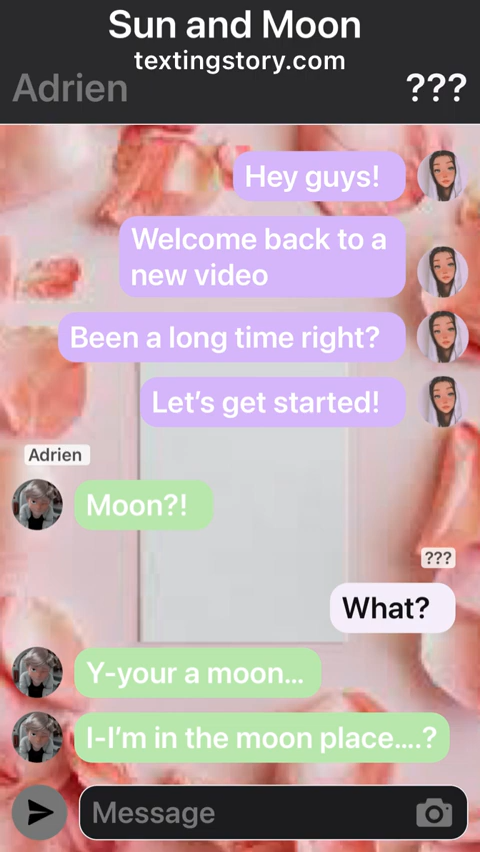 Sun and Moon
textingstory.com
Adrien
???
Hey guys!
Welcome back to a
new video
Been a long time right?
Let's get started!
Adrien
Moon?!
???
What?
Y-your a moon...
I-I'm in the moon place....?
Message